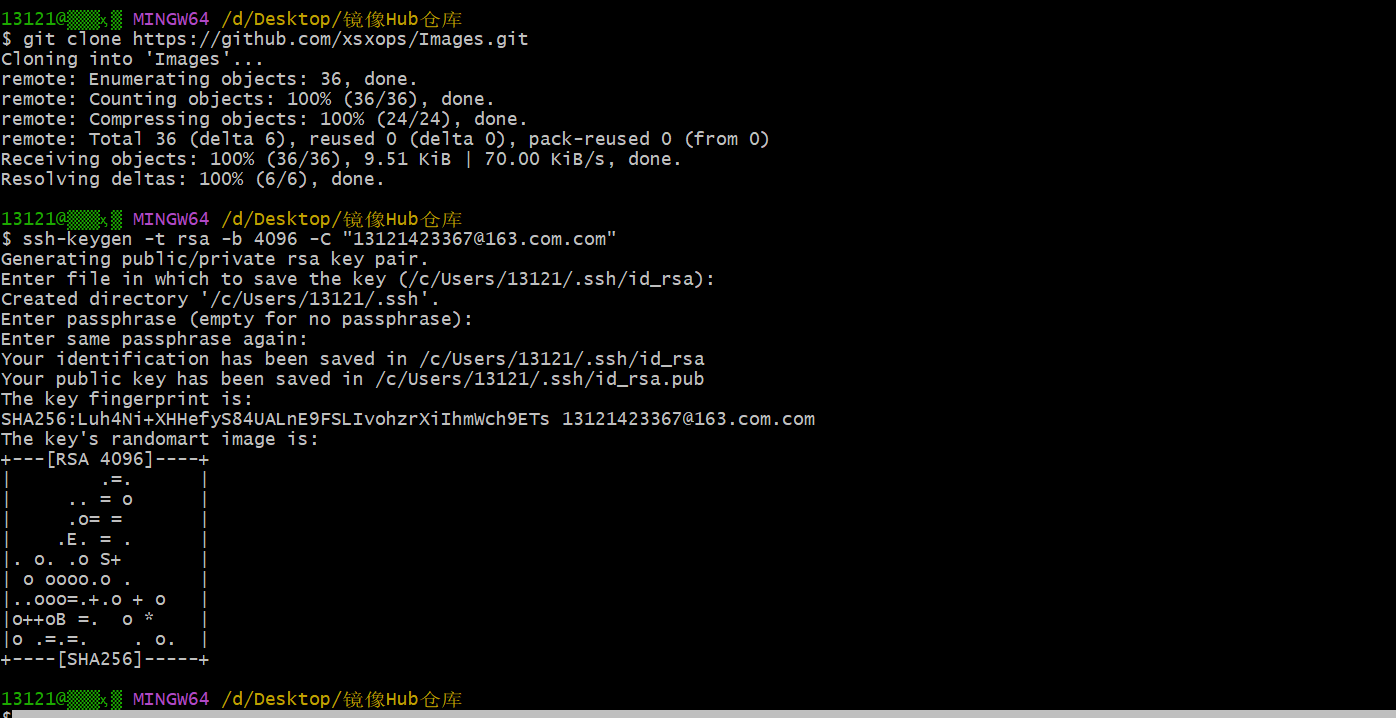 13121@▒▒▒ҳ▒ MINGW64 /d/Desktop/镜像Hub仓库
$ git clone https://github.com/xsxops/Images.git
Cloning into 'Images'...
remote: Enumerating objects: 36, done.
remote: Counting objects: 100% (36/36), done.
remote: Compressing objects: 100% (24/24), done.
remote: Total 36 (delta 6), reused 0 (delta 0), pack-reused 0 (from 0)
Receiving objects: 100% (36/36), 9.51 KiB | 70.00 KiB/s, done.
Resolving deltas: 100% (6/6), done.
13121@▒▒▒ҳ▒ MINGW64 /d/Desktop/镜像Hub仓库
$ ssh-keygen -t rsa -b 4096 -C "13121423367@163.com.com"
Generating public/private rsa key pair.
Enter file in which to save the key (/c/Users/13121/.ssh/id_rsa):
Created directory '/c/Users/13121/.ssh'.
Enter passphrase (empty for no passphrase):
Enter same passphrase again:
Your identification has been saved in /c/Users/13121/.ssh/id_rsa
Your public key has been saved in /c/Users/13121/.ssh/id_rsa.pub
The key fingerprint is:
SHA256:Luh4Ni+XHHefyS84UALnE9FSLIvohzrXiIhmWch9ETs 13121423367@163.com.com
The key's randomart image is:
+---[RSA 4096]----+
|        .=.      |
|     .. = o      |
|     .o= =       |
|    .E. = .      |
|. o. .o S+       |
| o oooo.o .      |
|..ooo=.+.o + o   |
|o++oB =.  o *    |
|o .=.=.    . o.  |
+----[SHA256]-----+
13121@▒▒▒ҳ▒ MINGW64 /d/Desktop/镜像Hub仓库
$